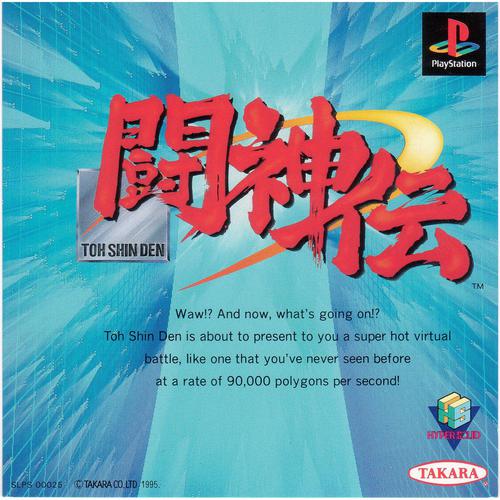 PlayStation
闘神伝
TOH SHIN DEN
TM
Waw!? And now, what's going on!?
Toh Shin Den is about to present to you a super hot virtual
battle, like one that you've never seen before
at a rate of 90,000 polygons per second!
HYPER SOLID
TAKARA
SLPS 00025 © TAKARA CO.,LTD 1995.